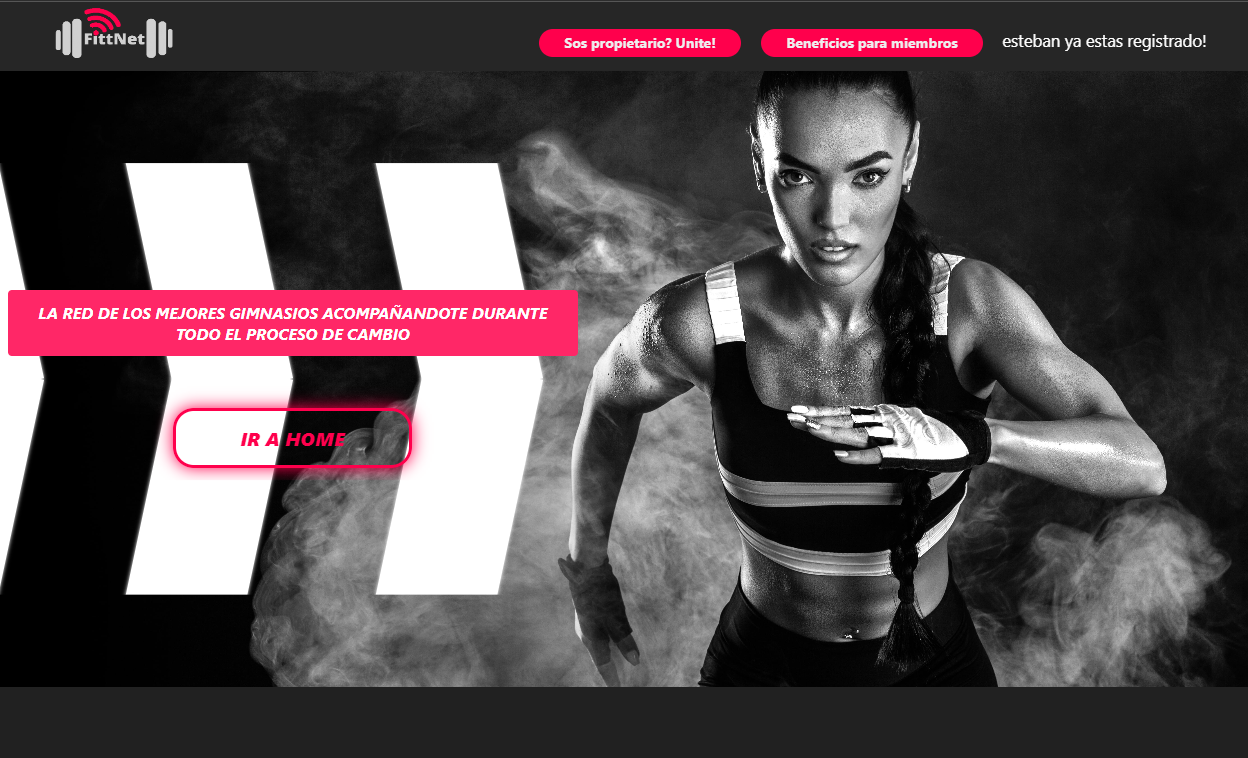 FittNet
Sos propietario? Unite!
Beneficios para miembros
esteban ya estas registrado!
LA RED DE LOS MEJORES GIMNASIOS ACOMPAÑANDOTE DURANTE
TODO EL PROCESO DE CAMBIO
IR A HOME